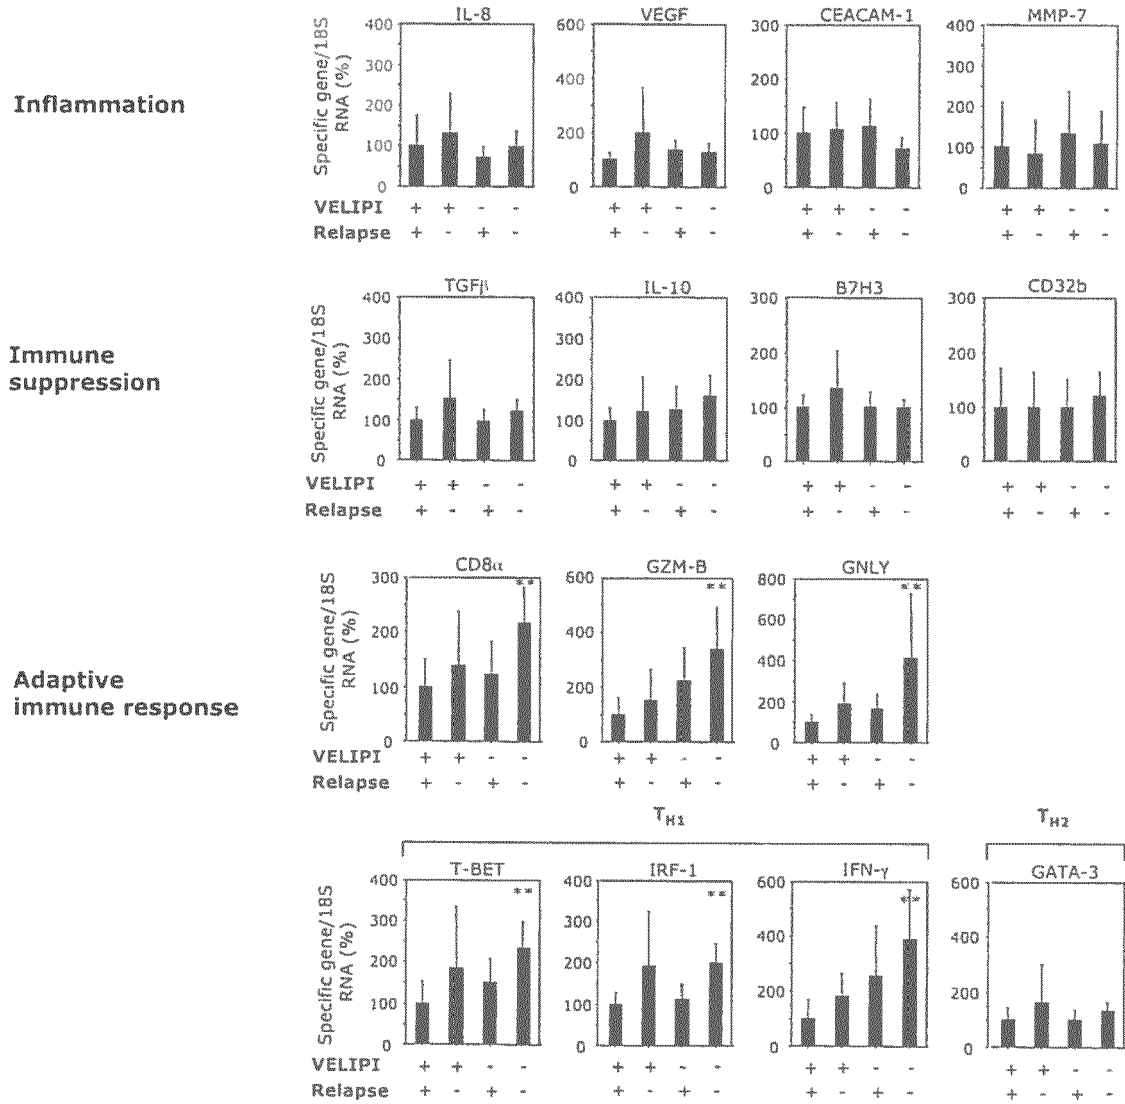 IL-8 VEGF CEACAM-1 MMP-7
Inflammation
Specific gene/18S
RNA (%)
400 300 200 100 0
600 400 200 0
300 200 100 0
400 300 200 100 0
VELIPI + + - - + + - - + + - - + + - -
Relapse + - + - + - + - + - + - + - + -
TGFβ IL-10 B7H3 CD32b
Immune
suppression
Specific gene/18S
RNA (%)
400 300 200 100 0
400 300 200 100 0
300 200 100 0
300 200 100 0
VELIPI + + - - + + - - + + - - + + - -
Relapse + - + - + - + - + - + - + - + -
CD8α GZM-B GNLY
Adaptive
immune response
Specific gene/18S
RNA (%)
300 200 100 0 **
600 400 200 0 **
800 600 400 200 0 **
VELIPI + + - - + + - - + + - -
Relapse + - + - + - + - + - + -
TH1 TH2
T-BET IRF-1 IFN-γ GATA-3
Specific gene/18S
RNA (%)
400 300 200 100 0 **
400 300 200 100 0 **
600 400 200 0 **
600 400 200 0
VELIPI + + - - + + - - + + - - + + - -
Relapse + - + - + - + - + - + - + - + -